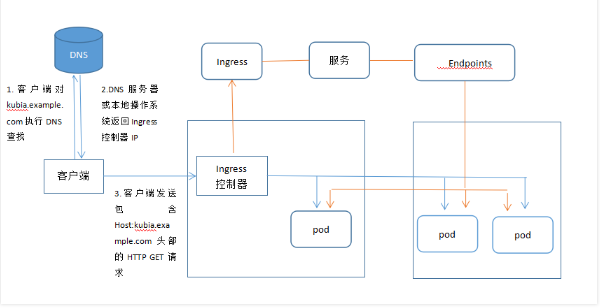 DNS
Ingress
服务
Endpoints
1. 客户端对
kubia.example.
com 执行 DNS
查找
2.DNS 服务器
或本地操作系
统返回 Ingress
控制器 IP
客户端
Ingress
控制器
3.客户端发送
包含
Host:kubia.exa
mple.com 头部
的 HTTP GET 请
求
pod
pod
pod